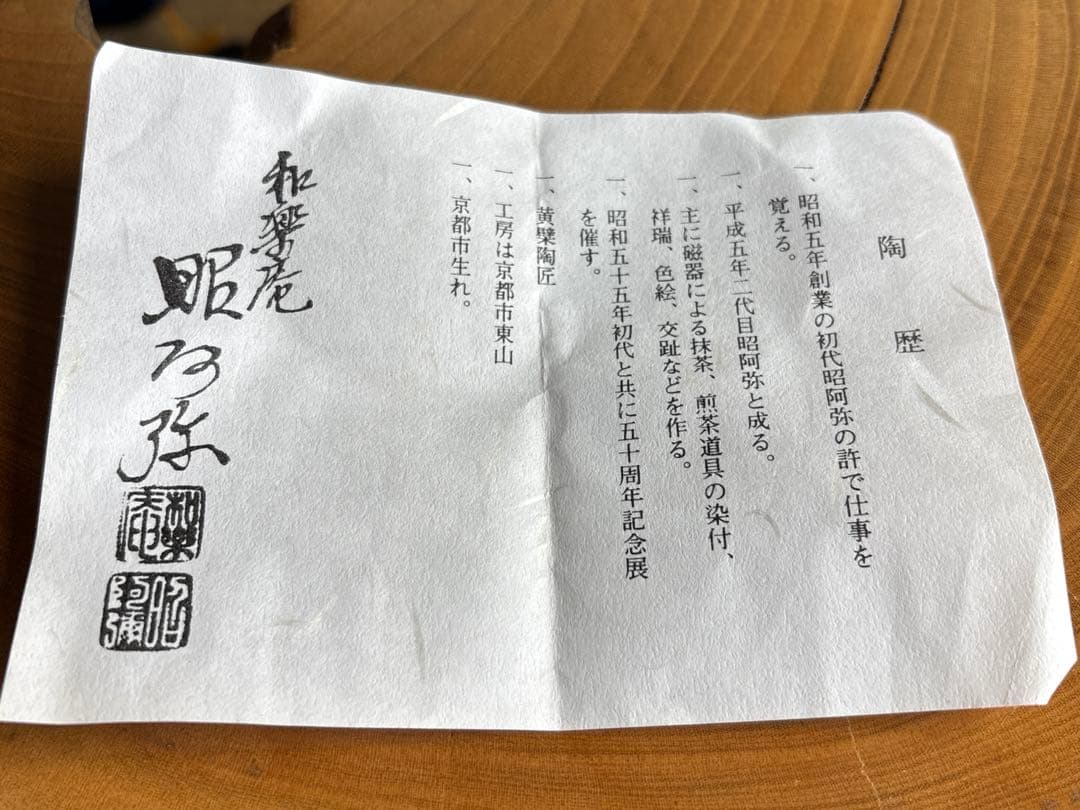 陶歴
一、昭和五年創業の初代昭阿弥の許で仕事を
覚える。
一、平成五年二代目昭阿弥と成る。
一、主に磁器による抹茶、煎茶道具の染付、
祥瑞、色絵、交趾などを作る。
一、昭和五十五年初代と共に五十周年記念展
を催す。
一、黄檗陶匠
一、工房は京都市東山
一、京都市生れ。
和楽庵
昭阿弥
和楽庵
昭阿彌